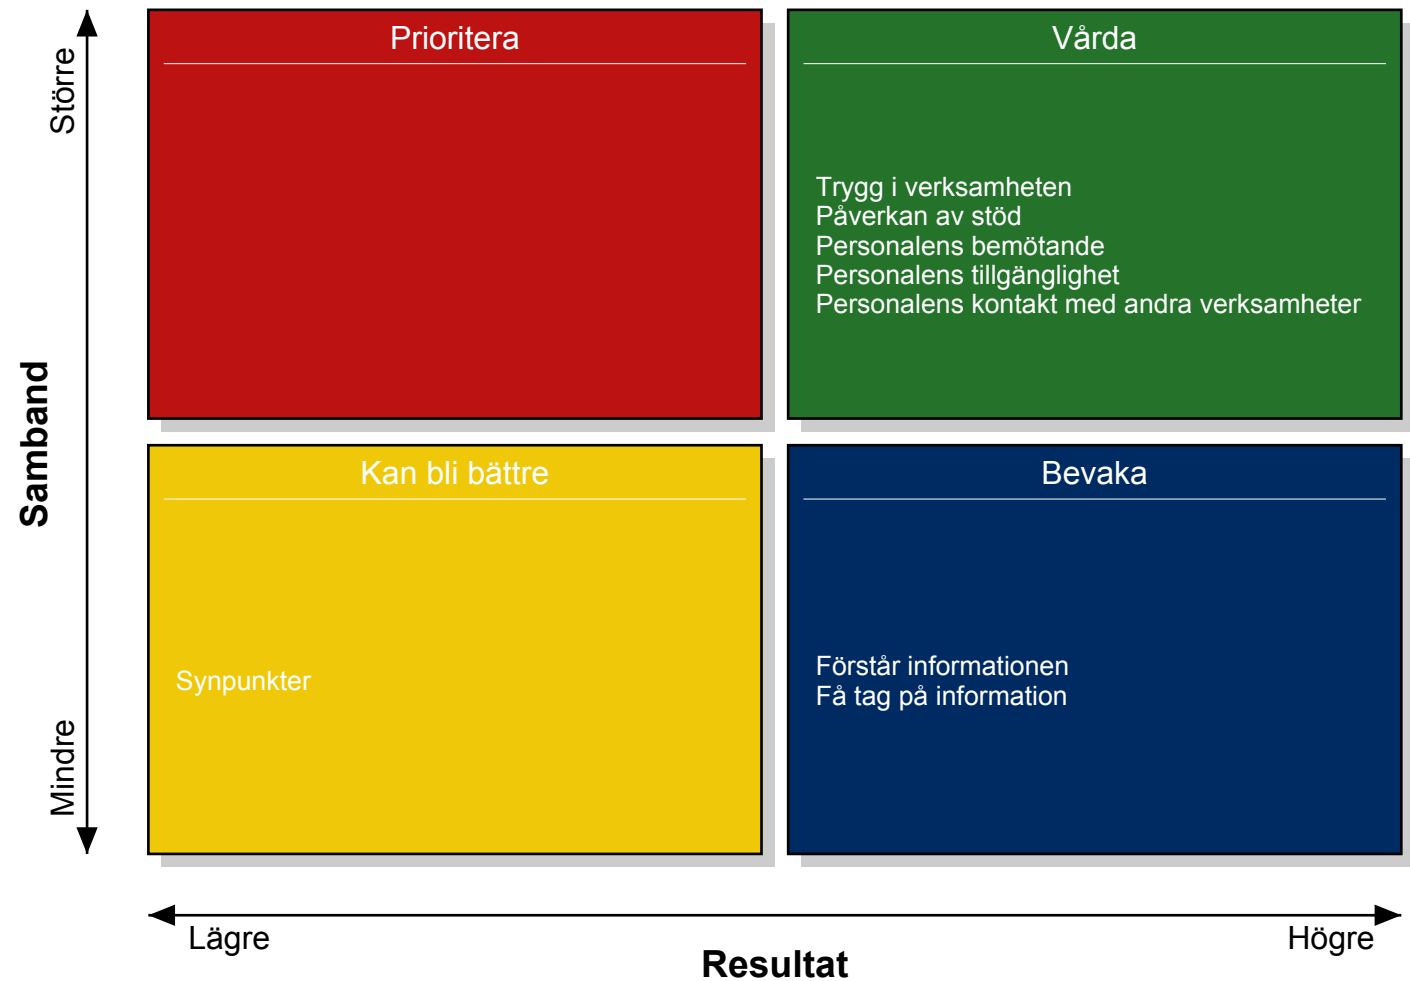 Större
Samband
Mindre
Prioritera
Vårda
Trygg i verksamheten
Påverkan av stöd
Personalens bemötande
Personalens tillgänglighet
Personalens kontakt med andra verksamheter
Kan bli bättre
Synpunkter
Bevaka
Förstår informationen
Få tag på information
Lägre
Högre
Resultat